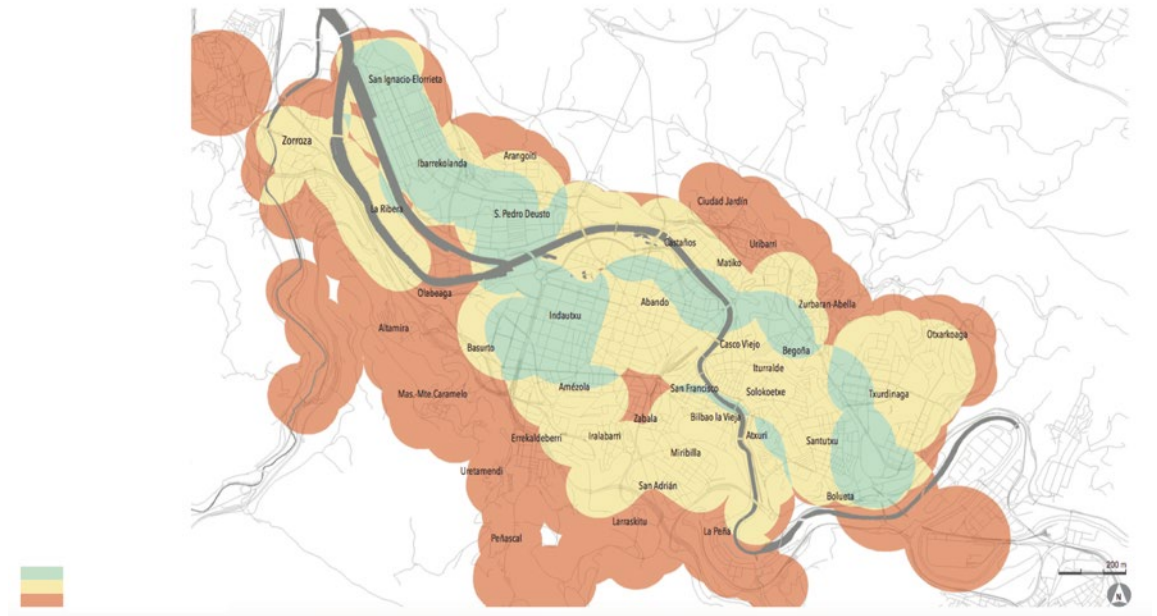 San Ignacio-Elorrieta
Zorroza
Arangoiti
Ibarrekolanda
La Ribera
S. Pedro Deusto
Ciudad Jardín
Castaños
Uribarri
Matiko
Olabeaga
Abando
Zurbaran-Abella
Indautxu
Altamira
Otxarkoaga
Basurto
Casco Viejo
Begoña
Iturralde
Amézola
San Francisco
Solokoetxe
Txurdinaga
Mas.-Mte.Caramelo
Zabala
Bilbao la Vieja
Errekaldeberri
Iralabarri
Atxuri
Santutxu
Miribilla
Uretamendi
San Adrián
Bolueta
Larraskitu
La Peña
Peñascal
200 m
N